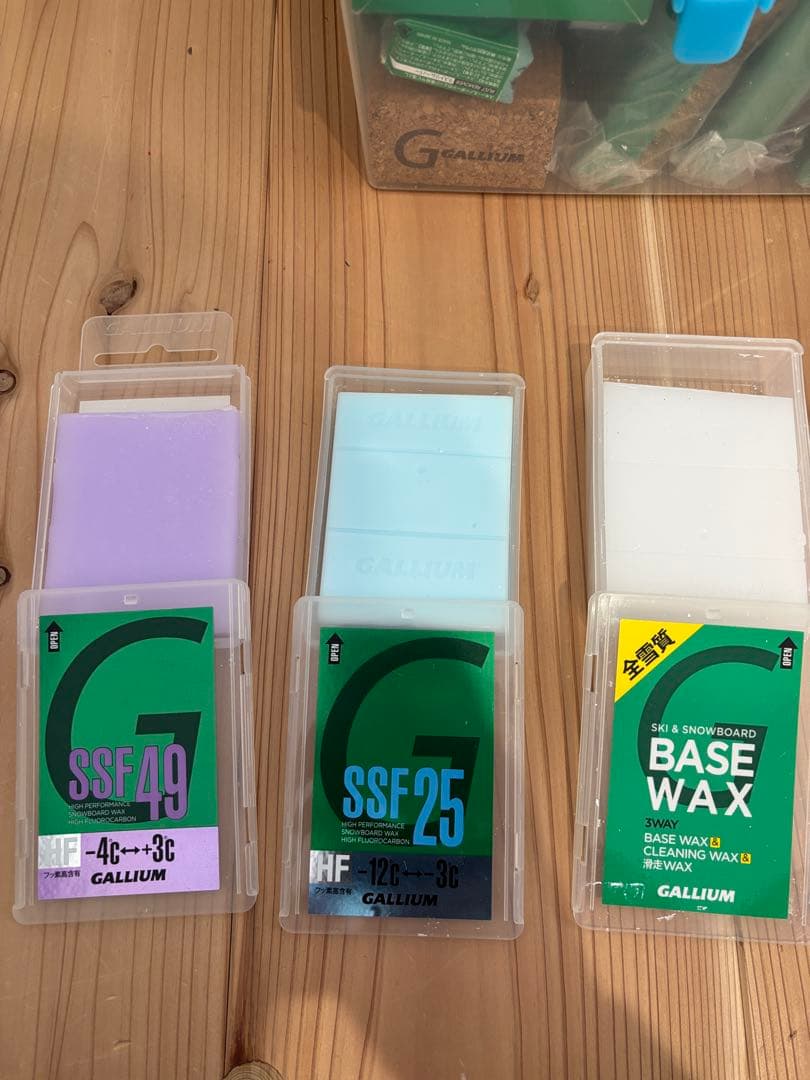 RUST REMOVER
GALLIUM
GALLIUM
GALLIUM
GALLIUM
OPEN
SSF49
HIGH PERFORMANCE
SNOWBOARD WAX
HIGH FLUOROCARBON
HF -4c↔+3c
フッ素高含有
GALLIUM
OPEN
SSF25
HIGH PERFORMANCE
SNOWBOARD WAX
HIGH FLUOROCARBON
HF -12c↔-3c
フッ素高含有
GALLIUM
全雪質
OPEN
SKI & SNOWBOARD
BASE
WAX
3WAY
BASE WAX&
CLEANING WAX&
滑走WAX
GALLIUM